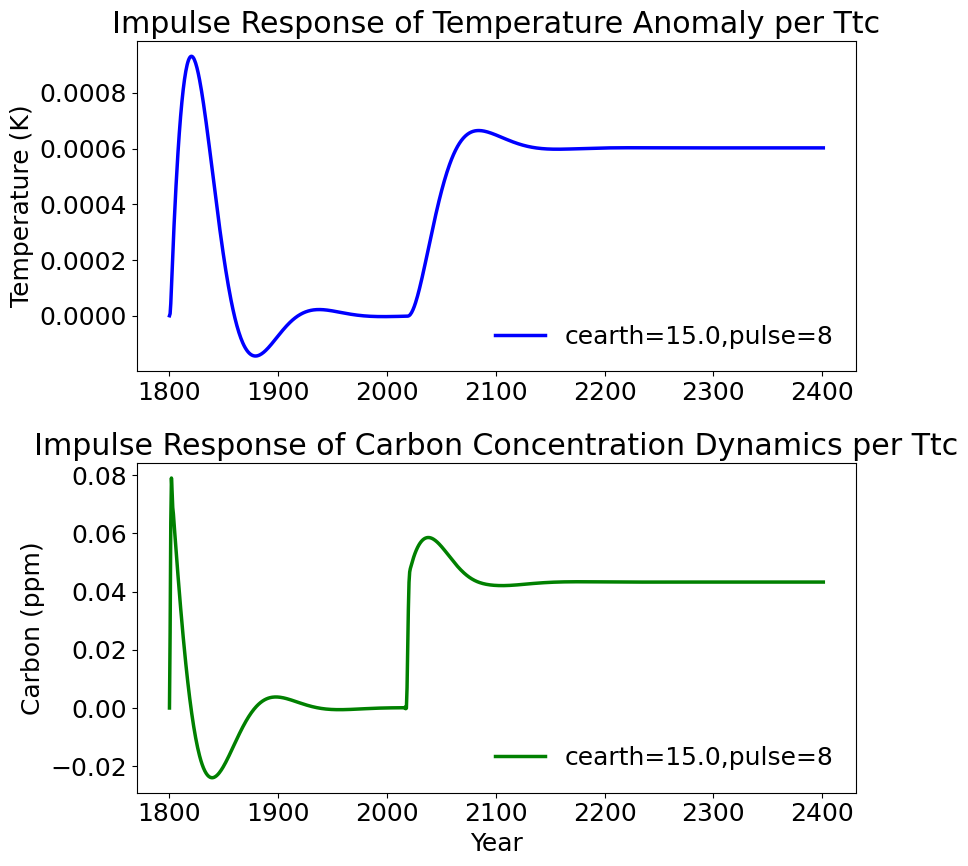 Impulse Response of Temperature Anomaly per Ttc
Temperature (K)
0.0008
0.0006
0.0004
0.0002
0.0000
cearth=15.0,pulse=8
1800 1900 2000 2100 2200 2300 2400
Impulse Response of Carbon Concentration Dynamics per Ttc
Carbon (ppm)
0.08
0.06
0.04
0.02
0.00
−0.02
cearth=15.0,pulse=8
1800 1900 2000 2100 2200 2300 2400
Year